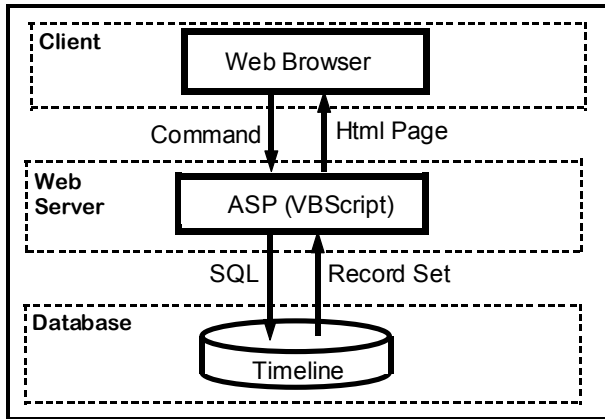 Client
Web Browser
Command
Html Page
Web
Server
ASP (VBScript)
SQL
Record Set
Database
Timeline